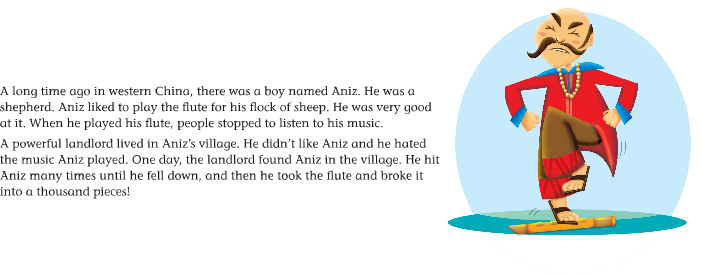 A long time ago in western China, there was a boy named Aniz. He was a
shepherd. Aniz liked to play the flute for his flock of sheep. He was very good
at it. When he played his flute, people stopped to listen to his music.
A powerful landlord lived in Aniz's village. He didn't like Aniz and he hated
the music Aniz played. One day, the landlord found Aniz in the village. He hit
Aniz many times until he fell down, and then he took the flute and broke it
into a thousand pieces!